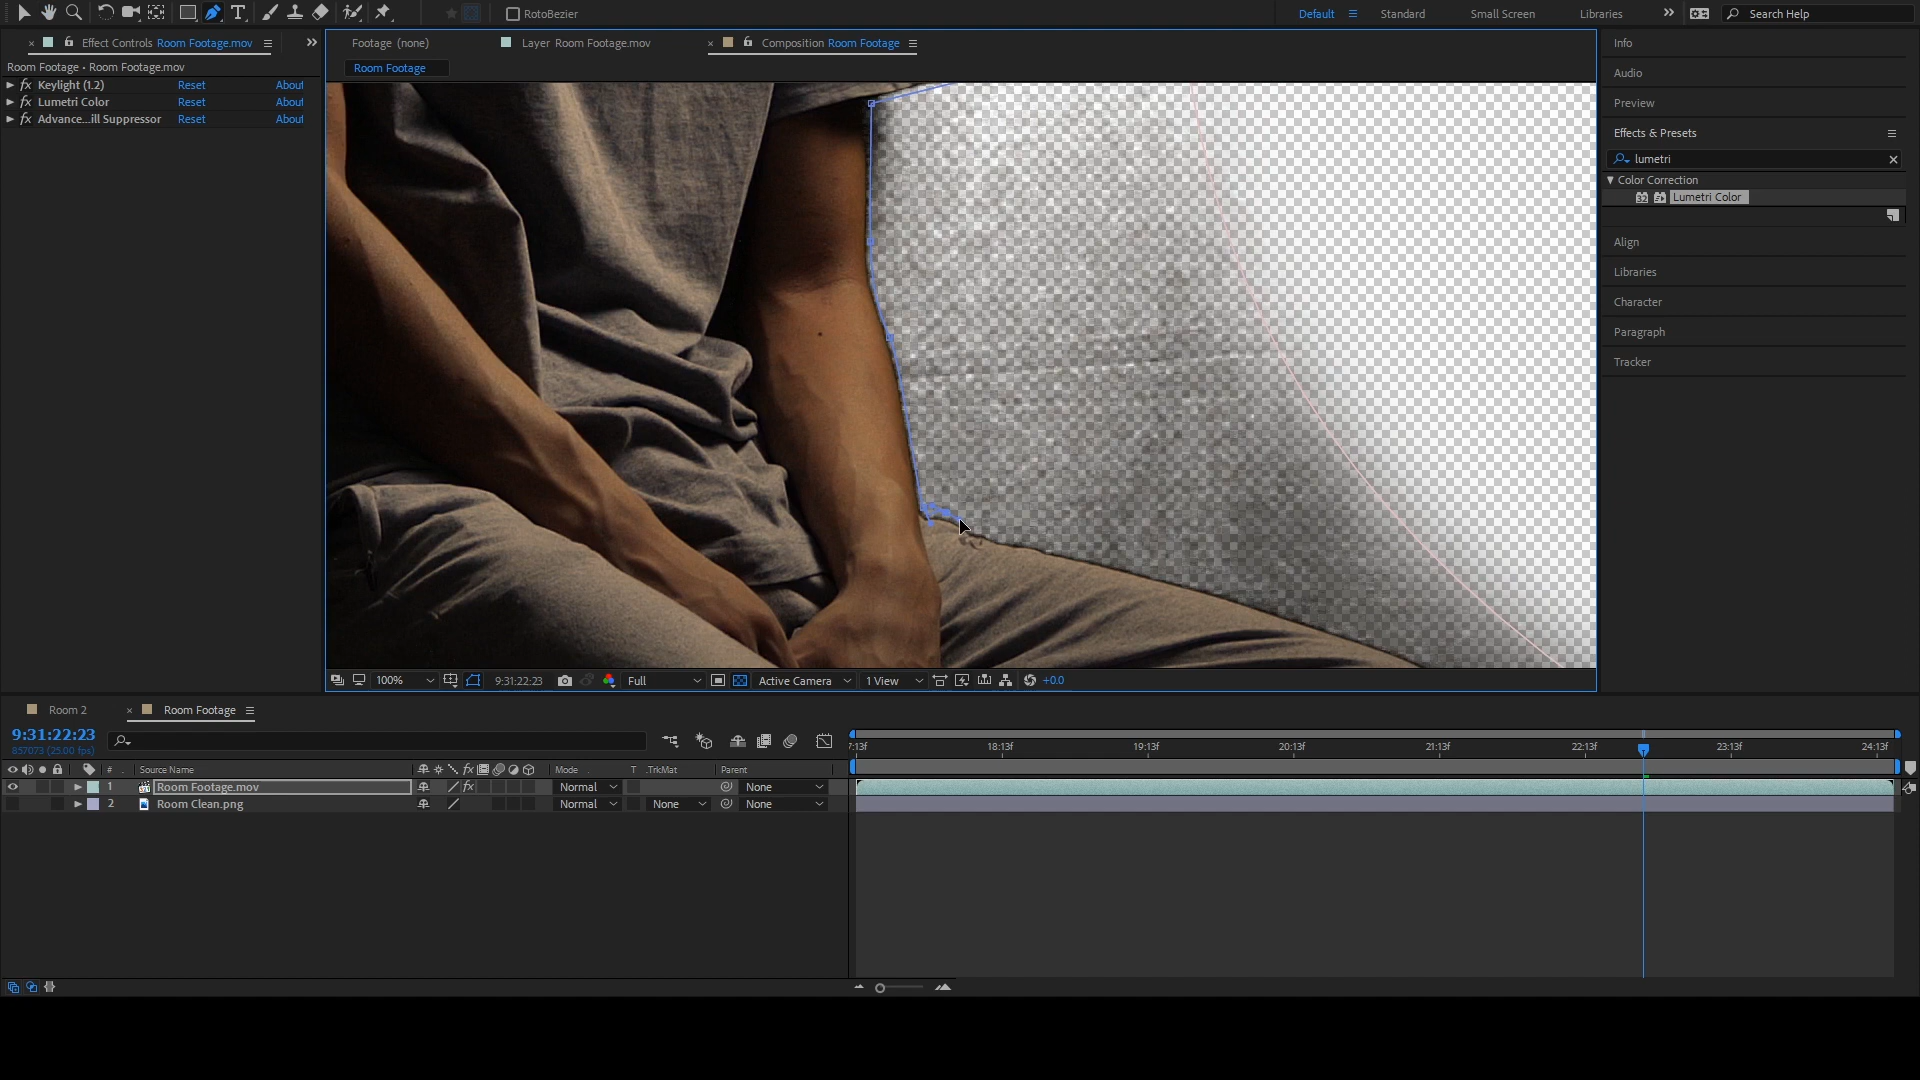 RotoBezier
Default
Standard
Small Screen
Libraries
Search Help
Effect Controls Room Footage.mov
Footage (none)
Layer Room Footage.mov
Composition Room Footage
Info
Room Footage • Room Footage.mov
Room Footage
Audio
Keylight (1.2) Reset About
Lumetri Color Reset About
Advance...ill Suppressor Reset About
Preview
Effects & Presets
lumetri
Color Correction
Lumetri Color
Align
Libraries
Character
Paragraph
Tracker
100% 9:31:22:23 Full Active Camera 1 View +0.0
Room 2
Room Footage
9:31:22:23
857073 (25.00 fps)
7:13f 18:13f 19:13f 20:13f 21:13f 22:13f 23:13f 24:13f
# Source Name Mode T .TrkMat Parent
1 Room Footage.mov Normal None
2 Room Clean.png Normal None None